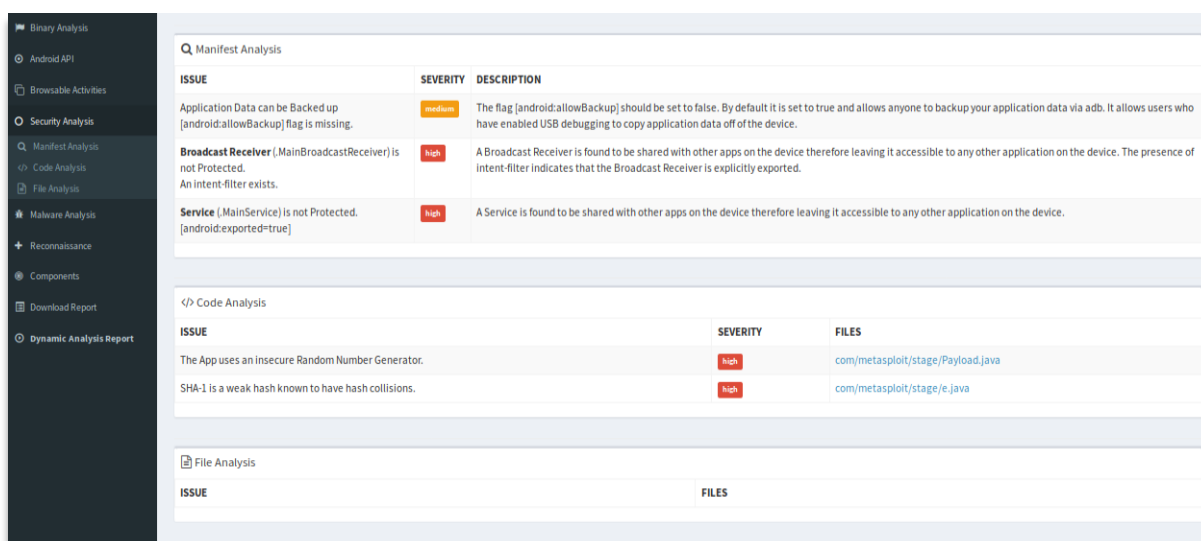 Binary Analysis
Android API
Browsable Activities
Security Analysis
Manifest Analysis
</> Code Analysis
File Analysis
Malware Analysis
Reconnaissance
Components
Download Report
Dynamic Analysis Report
Manifest Analysis
ISSUE SEVERITY DESCRIPTION
Application Data can be Backed up medium The flag [android:allowBackup] should be set to false. By default it is set to true and allows anyone to backup your application data via adb. It allows users who
[android:allowBackup] flag is missing. have enabled USB debugging to copy application data off of the device.
Broadcast Receiver (.MainBroadcastReceiver) is high A Broadcast Receiver is found to be shared with other apps on the device therefore leaving it accessible to any other application on the device. The presence of
not Protected. intent-filter indicates that the Broadcast Receiver is explicitly exported.
An intent-filter exists.
Service (.MainService) is not Protected. high A Service is found to be shared with other apps on the device therefore leaving it accessible to any other application on the device.
[android:exported=true]
</> Code Analysis
ISSUE SEVERITY FILES
The App uses an insecure Random Number Generator. high com/metasploit/stage/Payload.java
SHA-1 is a weak hash known to have hash collisions. high com/metasploit/stage/e.java
File Analysis
ISSUE FILES